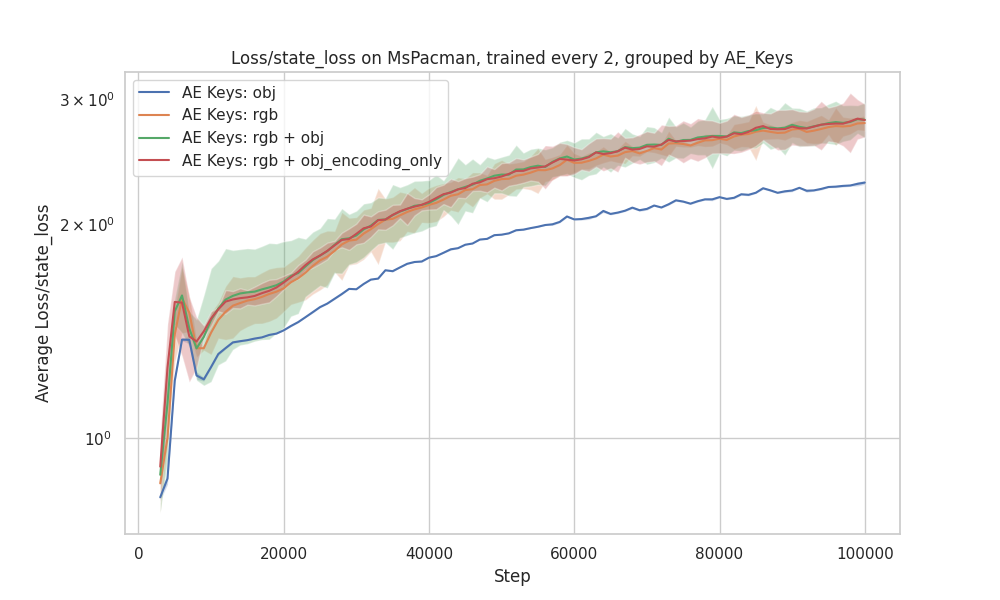 Loss/state_loss on MsPacman, trained every 2, grouped by AE_Keys
AE Keys: obj
AE Keys: rgb
AE Keys: rgb + obj
AE Keys: rgb + obj_encoding_only
3 × 10⁰
2 × 10⁰
10⁰
Average Loss/state_loss
0 20000 40000 60000 80000 100000
Step